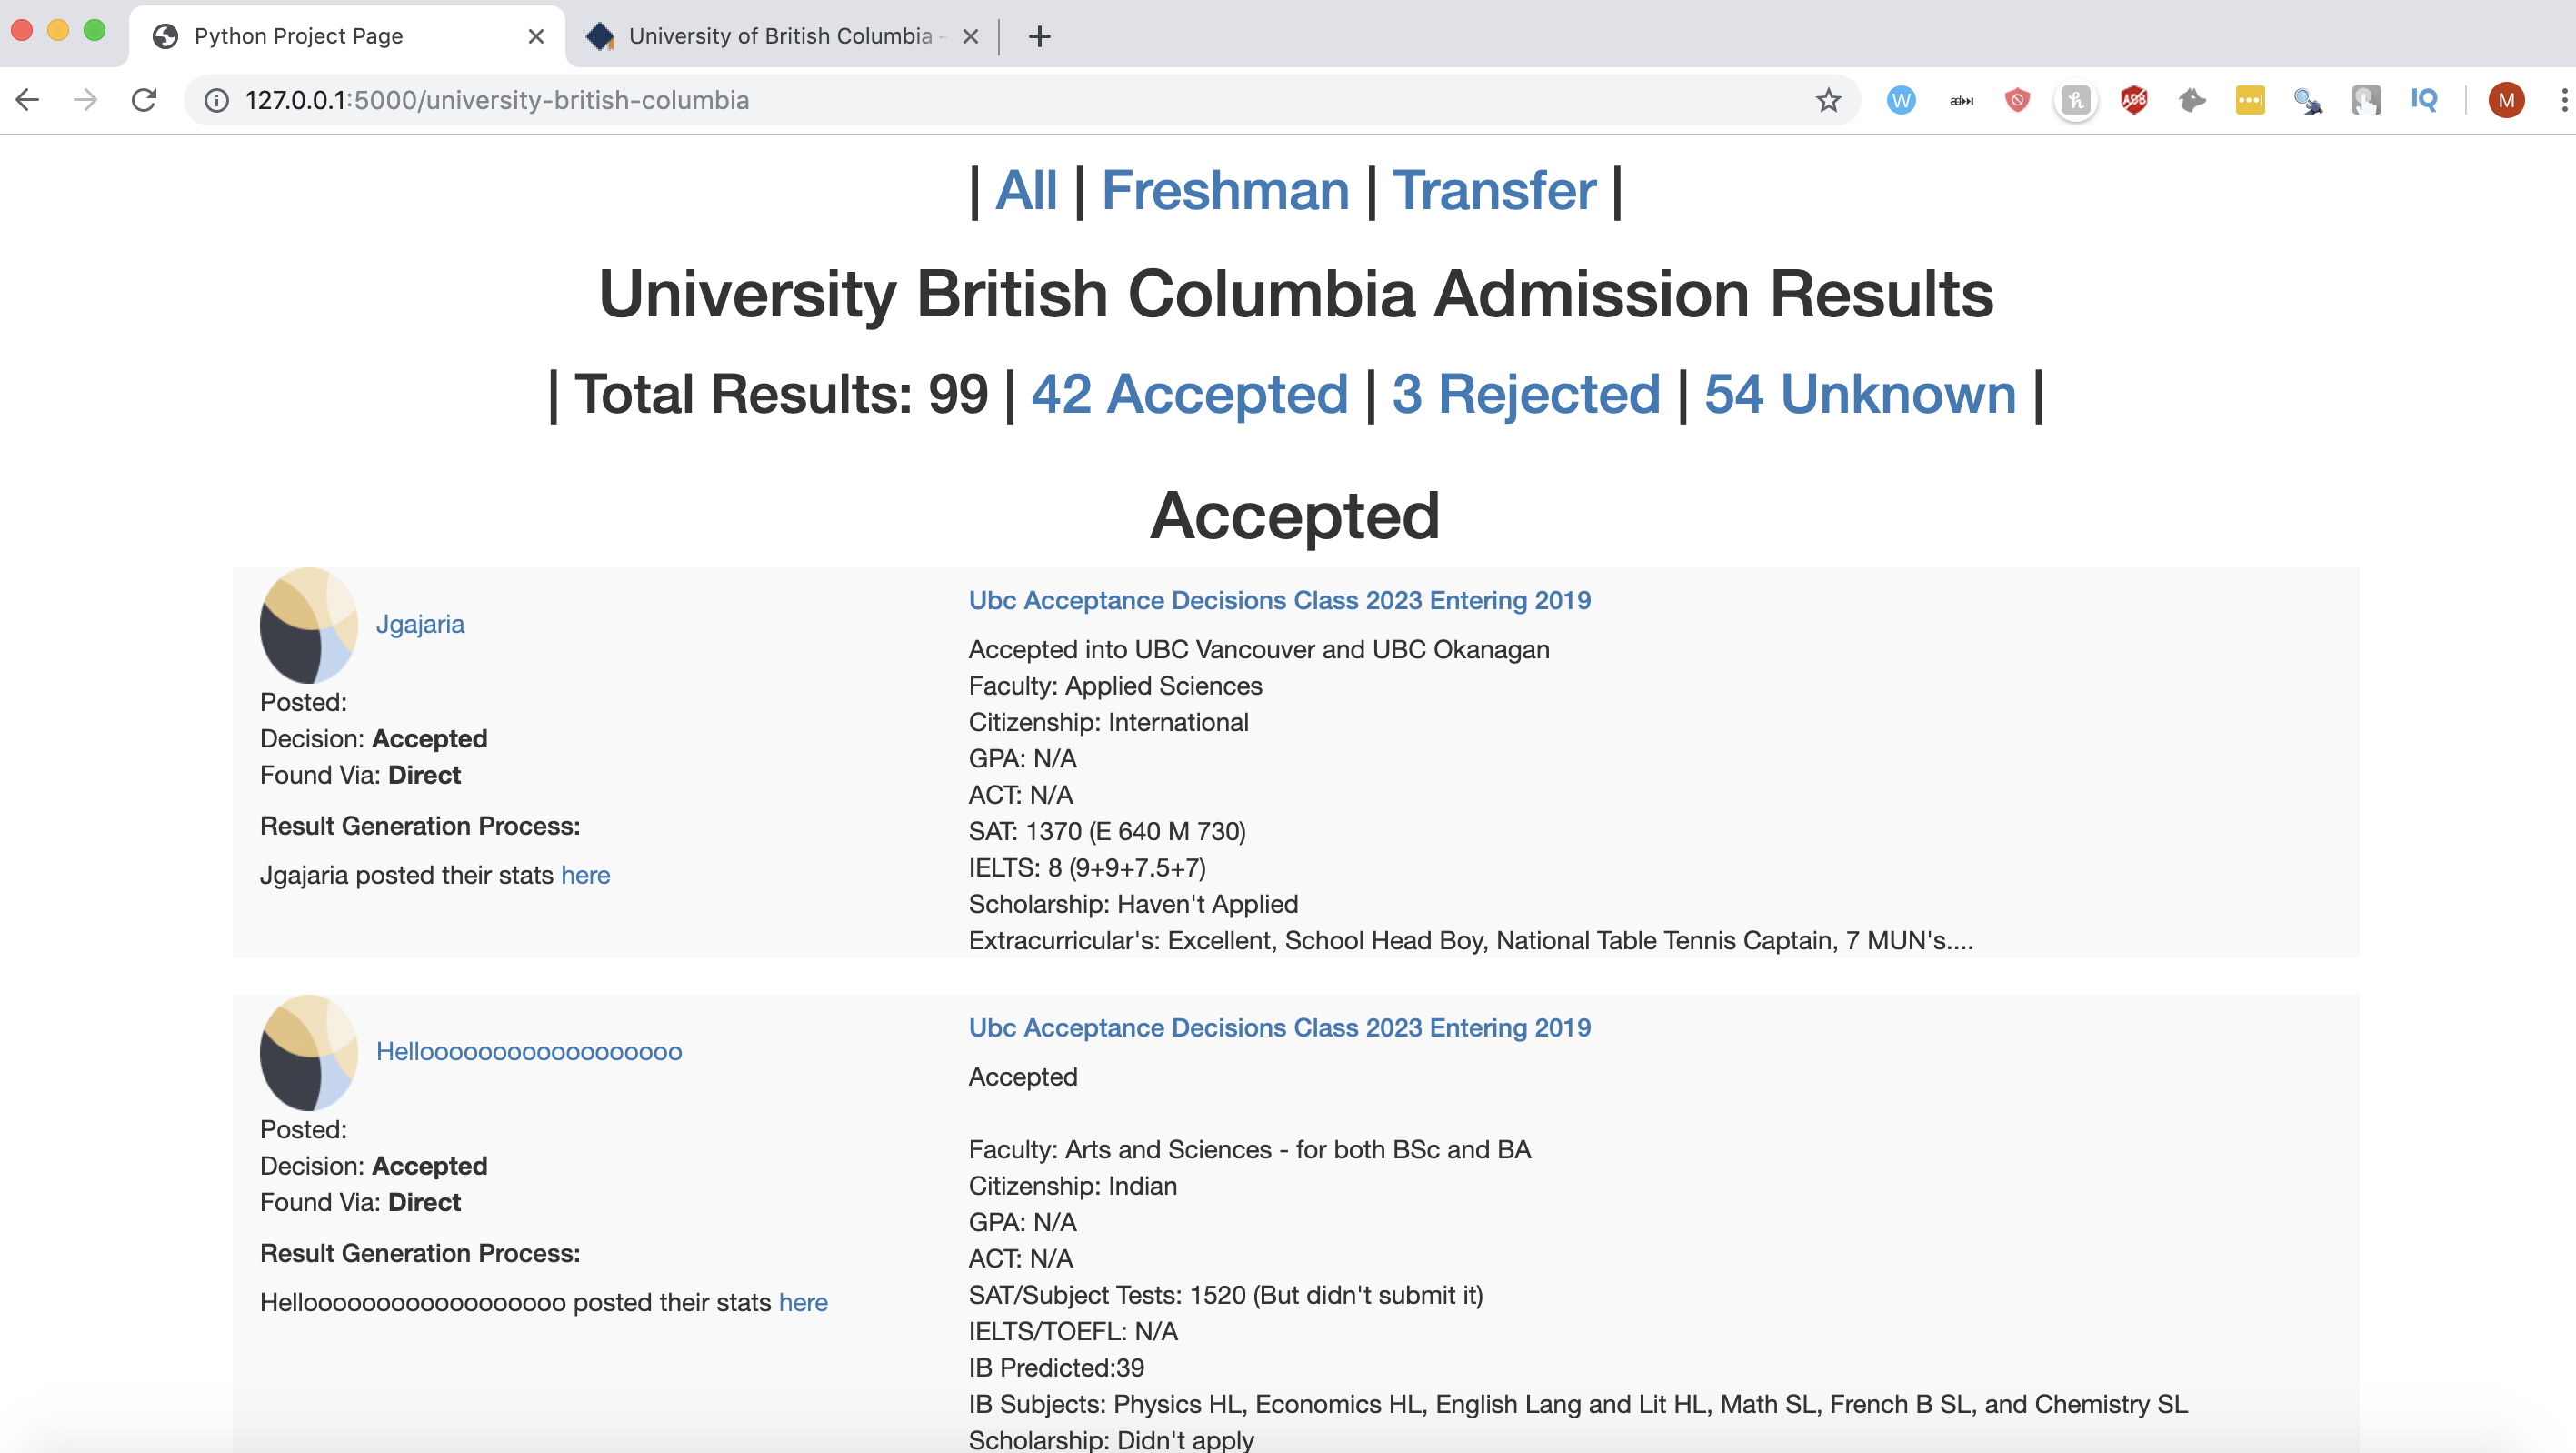 Python Project Page
University of British Columbia -
127.0.0.1:5000/university-british-columbia
W
ad
h
ABP
IQ
M
| All | Freshman | Transfer |
University British Columbia Admission Results
| Total Results: 99 | 42 Accepted | 3 Rejected | 54 Unknown |
Accepted
Jgajaria
Posted:
Decision: Accepted
Found Via: Direct
Result Generation Process:
Jgajaria posted their stats here
Ubc Acceptance Decisions Class 2023 Entering 2019
Accepted into UBC Vancouver and UBC Okanagan
Faculty: Applied Sciences
Citizenship: International
GPA: N/A
ACT: N/A
SAT: 1370 (E 640 M 730)
IELTS: 8 (9+9+7.5+7)
Scholarship: Haven't Applied
Extracurricular's: Excellent, School Head Boy, National Table Tennis Captain, 7 MUN's....
Helloooooooooooooooooo
Posted:
Decision: Accepted
Found Via: Direct
Result Generation Process:
Helloooooooooooooooooo posted their stats here
Ubc Acceptance Decisions Class 2023 Entering 2019
Accepted
Faculty: Arts and Sciences - for both BSc and BA
Citizenship: Indian
GPA: N/A
ACT: N/A
SAT/Subject Tests: 1520 (But didn't submit it)
IELTS/TOEFL: N/A
IB Predicted:39
IB Subjects: Physics HL, Economics HL, English Lang and Lit HL, Math SL, French B SL, and Chemistry SL
Scholarship: Didn't apply